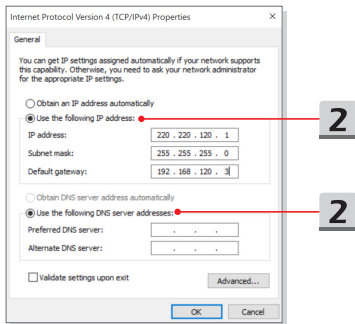 Internet Protocol Version 4 (TCP/IPv4) Properties
General
You can get IP settings assigned automatically if your network supports
this capability. Otherwise, you need to ask your network administrator
for the appropriate IP settings.
Obtain an IP address automatically
Use the following IP address:
2
IP address: 220 . 220 . 120 . 1
Subnet mask: 255 . 255 . 255 . 0
Default gateway: 192 . 168 . 120 . 3
Obtain DNS server address automatically
Use the following DNS server addresses:
2
Preferred DNS server: . . .
Alternate DNS server: . . .
Validate settings upon exit
Advanced...
OK Cancel